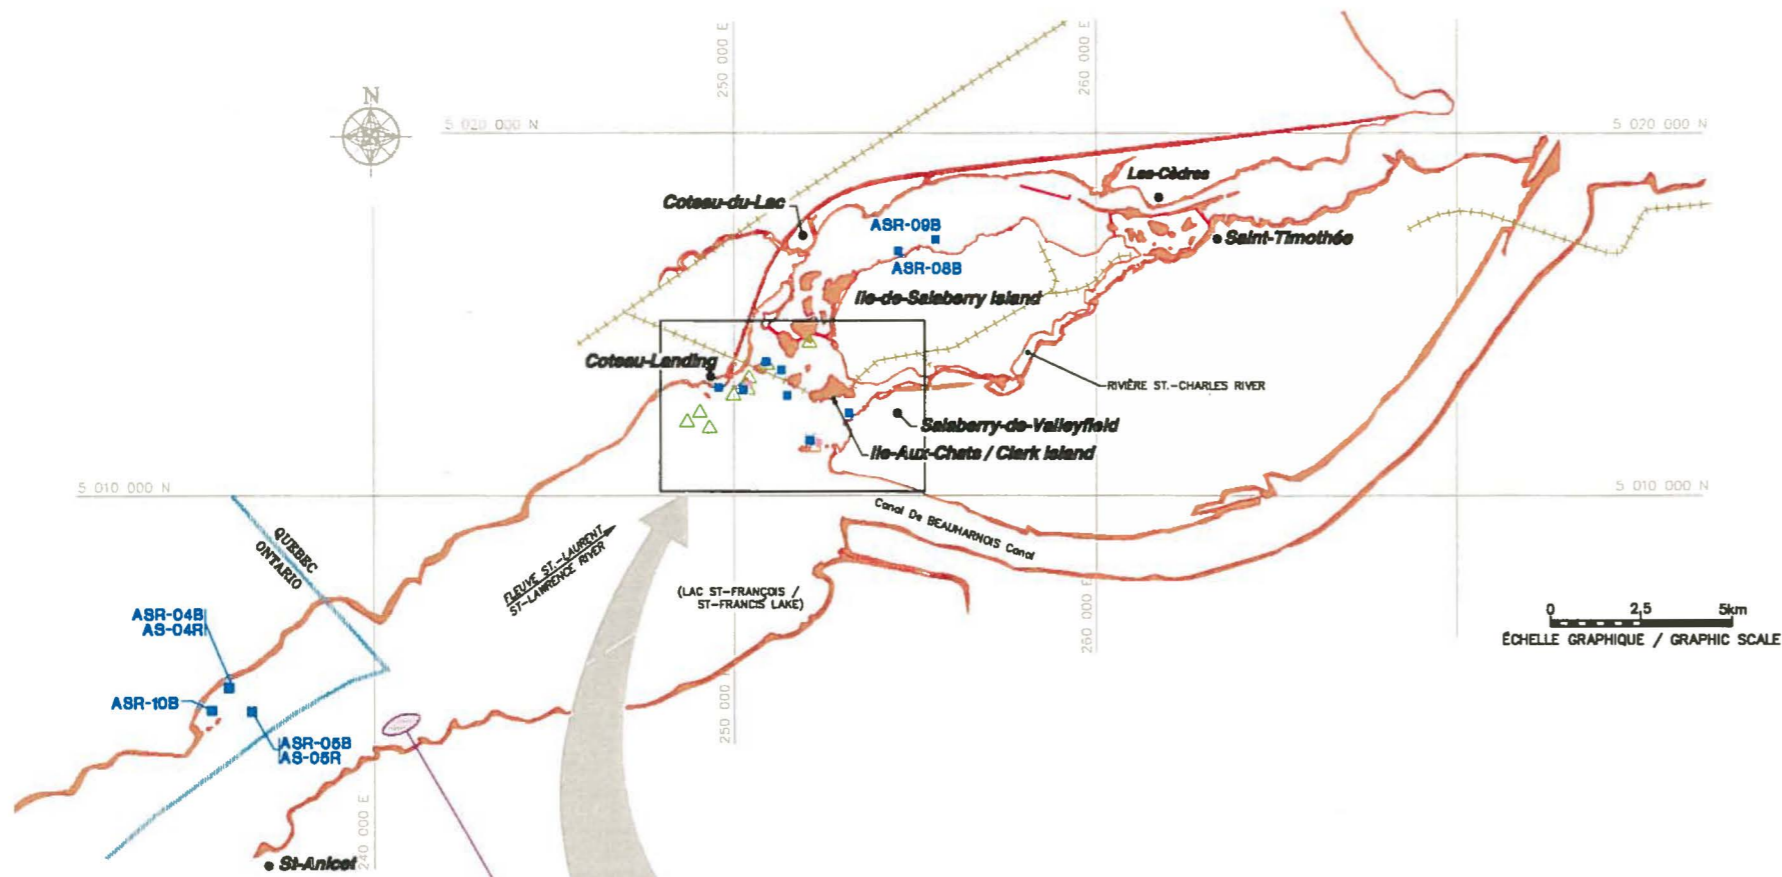 250 000 E
260 000 E
N
5 020 000 N
5 020 000 N
Les-Cèdres
Coteau-du-Lac
ASR-09B
Saint-Timothée
ASR-08B
Ile-de-Salaberry Island
Coteau-Landing
RIVIÈRE ST.-CHARLES RIVER
Salaberry-de-Valleyfield
Ile-Aux-Chats / Clark Island
5 010 000 N
5 010 000 N
Canal De BEAUHARNOIS Canal
QUEBEC
ONTARIO
FLEUVE ST.-LAURENT
ST-LAWRENCE RIVER
(LAC ST-FRANÇOIS /
ST-FRANCIS LAKE)
260 000 E
0 2,5 5km
ÉCHELLE GRAPHIQUE / GRAPHIC SCALE
ASR-04B
AS-04R
ASR-10B
ASR-05B
AS-05R
250 000 E
240 000 E
St-Anicet